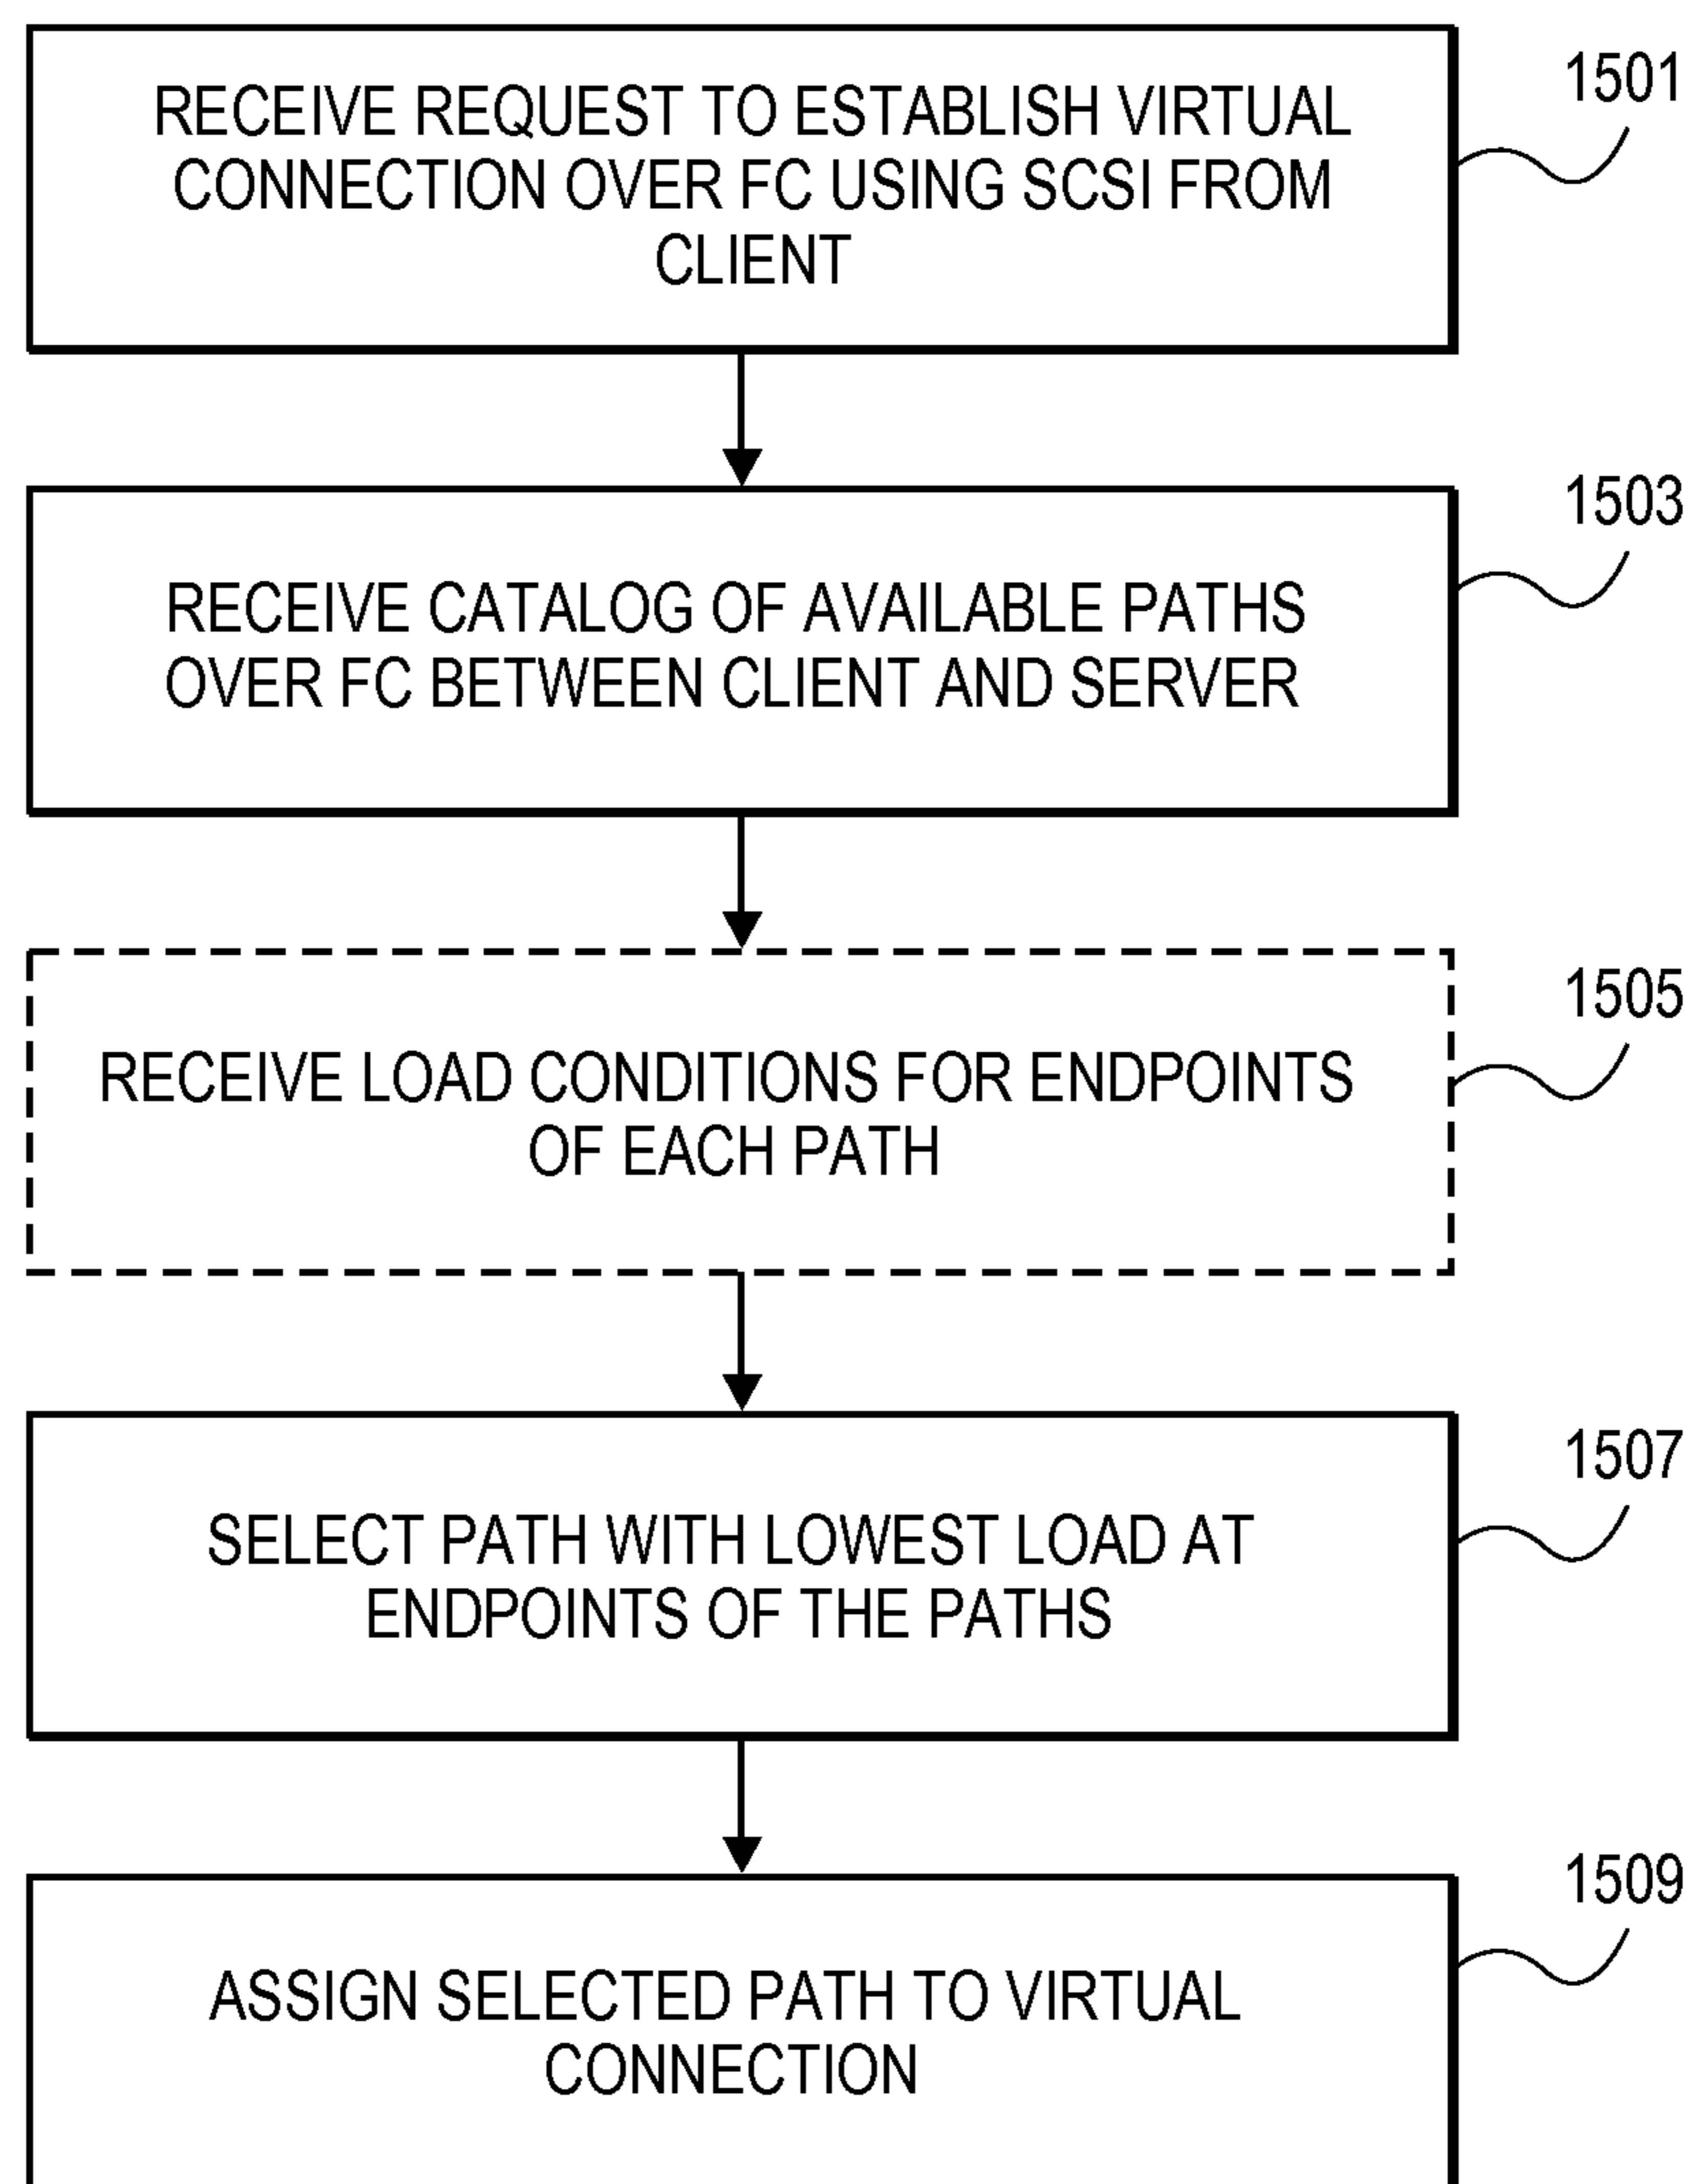 RECEIVE REQUEST TO ESTABLISH VIRTUAL
CONNECTION OVER FC USING SCSI FROM
CLIENT
1501
RECEIVE CATALOG OF AVAILABLE PATHS
OVER FC BETWEEN CLIENT AND SERVER
1503
RECEIVE LOAD CONDITIONS FOR ENDPOINTS
OF EACH PATH
1505
SELECT PATH WITH LOWEST LOAD AT
ENDPOINTS OF THE PATHS
1507
ASSIGN SELECTED PATH TO VIRTUAL
CONNECTION
1509